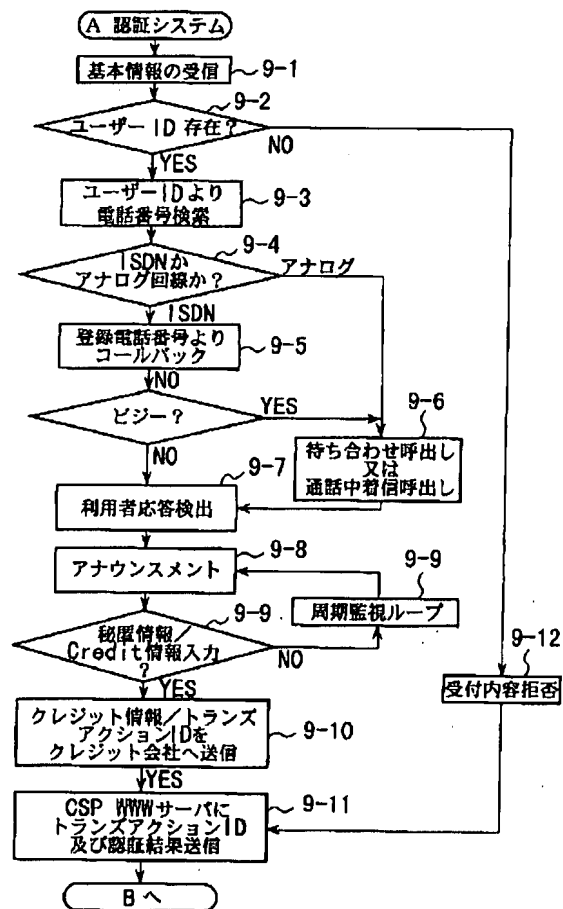 A 認証システム
基本情報の受信
9-1
9-2
ユーザー ID 存在?
NO
YES
ユーザーIDより
電話番号検索
9-3
9-4
ISDNか
アナログ回線か?
アナログ
ISDN
登録電話番号より
コールバック
9-5
NO
ビジー?
YES
NO
9-6
待ち合わせ呼出し
又は
通話中着信呼出し
9-7
利用者応答検出
9-8
アナウンスメント
9-9
周期監視ループ
9-9
秘匿情報/
Credit情報入力
?
NO
YES
9-12
受付内容拒否
クレジット情報/トランズ
アクションIDを
クレジット会社へ送信
9-10
YES
9-11
CSP WWWサーバに
トランズアクションID
及び認証結果送信
Bへ